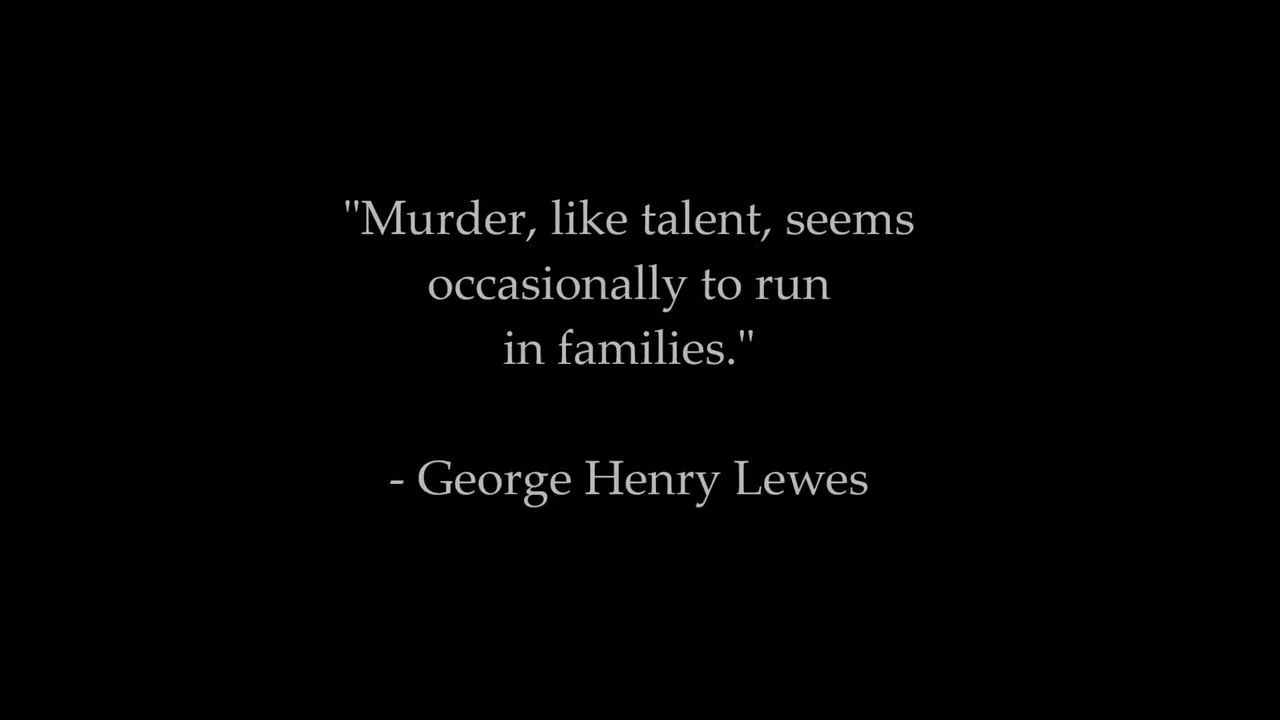 "Murder, like talent, seems
occasionally to run
in families."
- George Henry Lewes